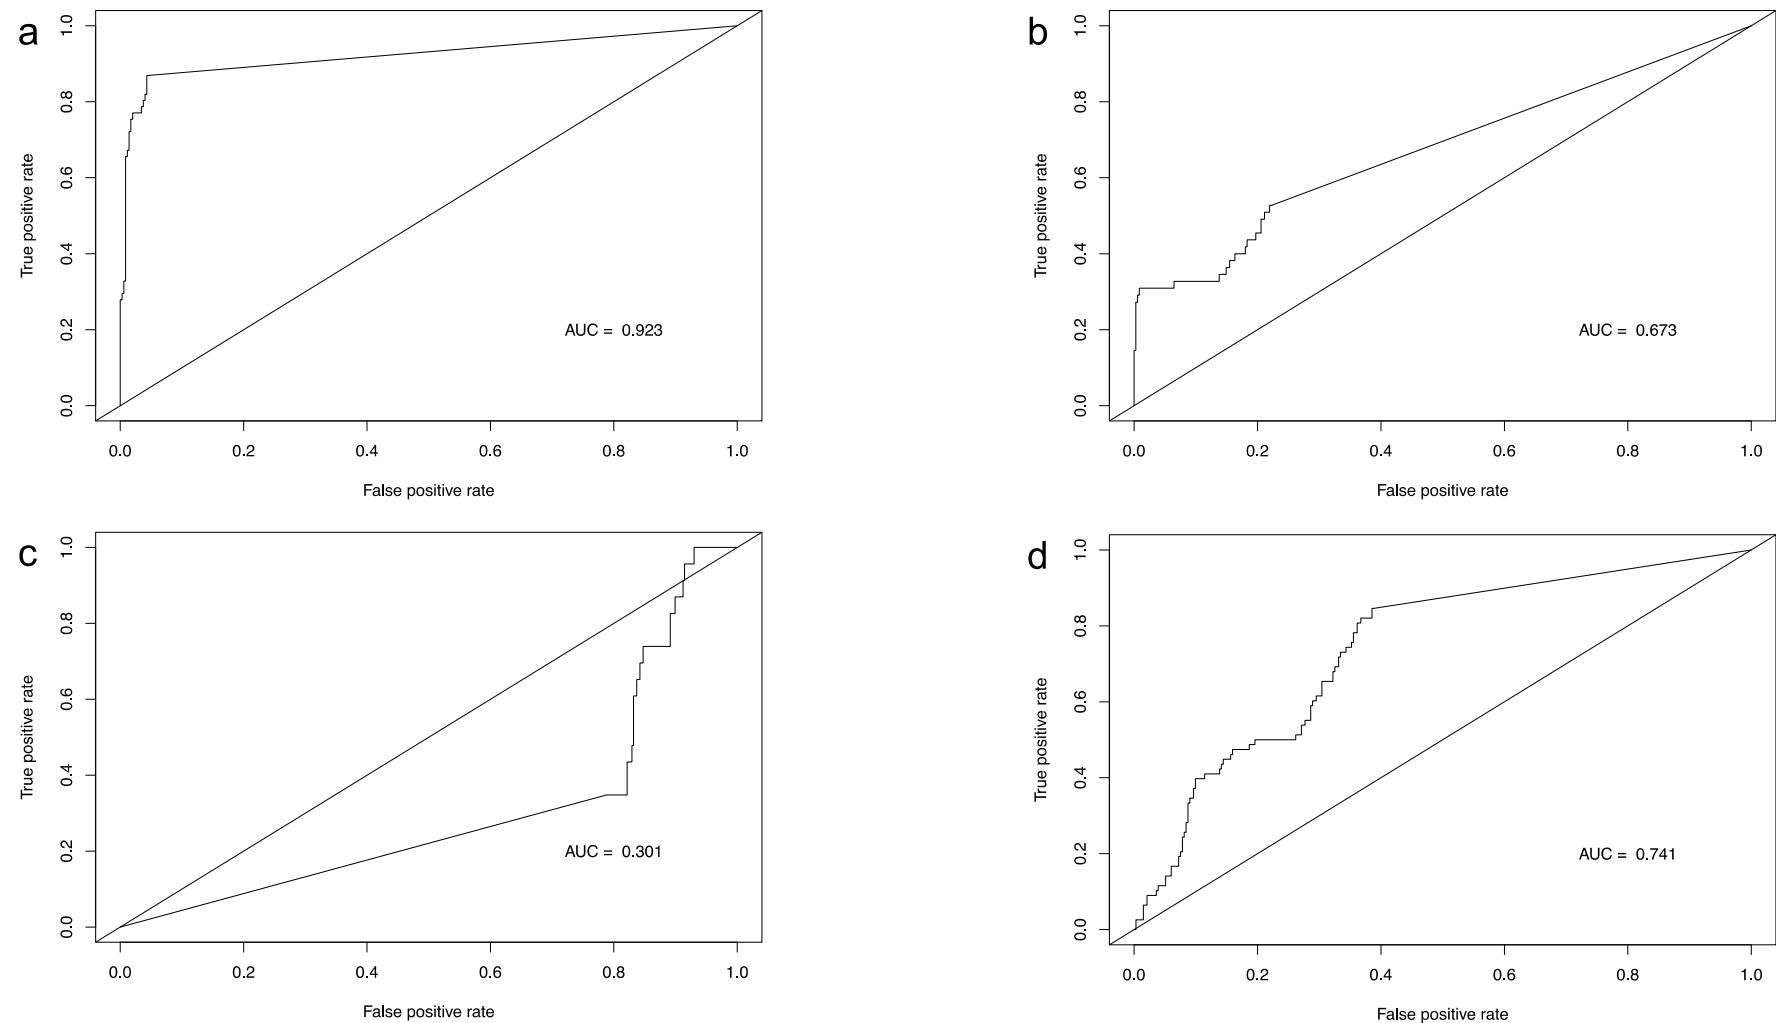 a
1.0
0.8
0.6
0.4
0.2
0.0
True positive rate
AUC = 0.923
0.0 0.2 0.4 0.6 0.8 1.0
False positive rate
b
1.0
0.8
0.6
0.4
0.2
0.0
True positive rate
AUC = 0.673
0.0 0.2 0.4 0.6 0.8 1.0
False positive rate
c
1.0
0.8
0.6
0.4
0.2
0.0
True positive rate
AUC = 0.301
0.0 0.2 0.4 0.6 0.8 1.0
False positive rate
d
1.0
0.8
0.6
0.4
0.2
0.0
True positive rate
AUC = 0.741
0.0 0.2 0.4 0.6 0.8 1.0
False positive rate